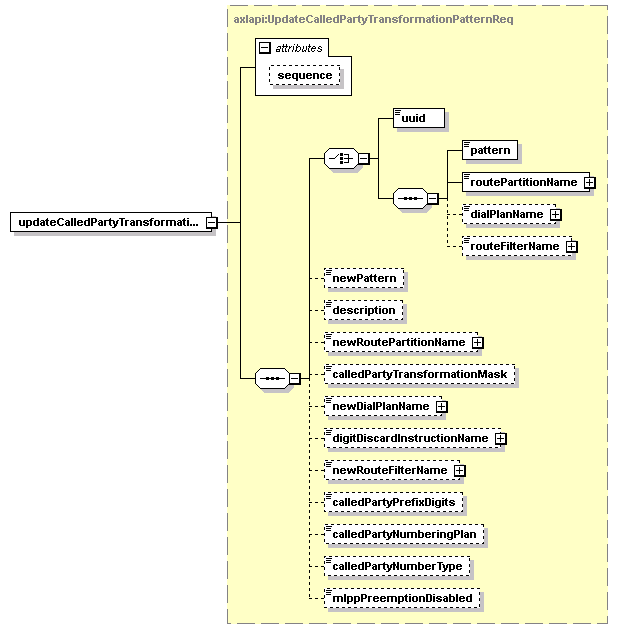 axlapi:UpdateCalledPartyTransformationPatternReq
attributes
sequence
uuid
pattern
routePartitionName
dialPlanName
updateCalledPartyTransformati...
routeFilterName
newPattern
description
newRoutePartitionName
calledPartyTransformationMask
newDialPlanName
digitDiscardInstructionName
newRouteFilterName
calledPartyPrefixDigits
calledPartyNumberingPlan
calledPartyNumberType
mlppPreemptionDisabled